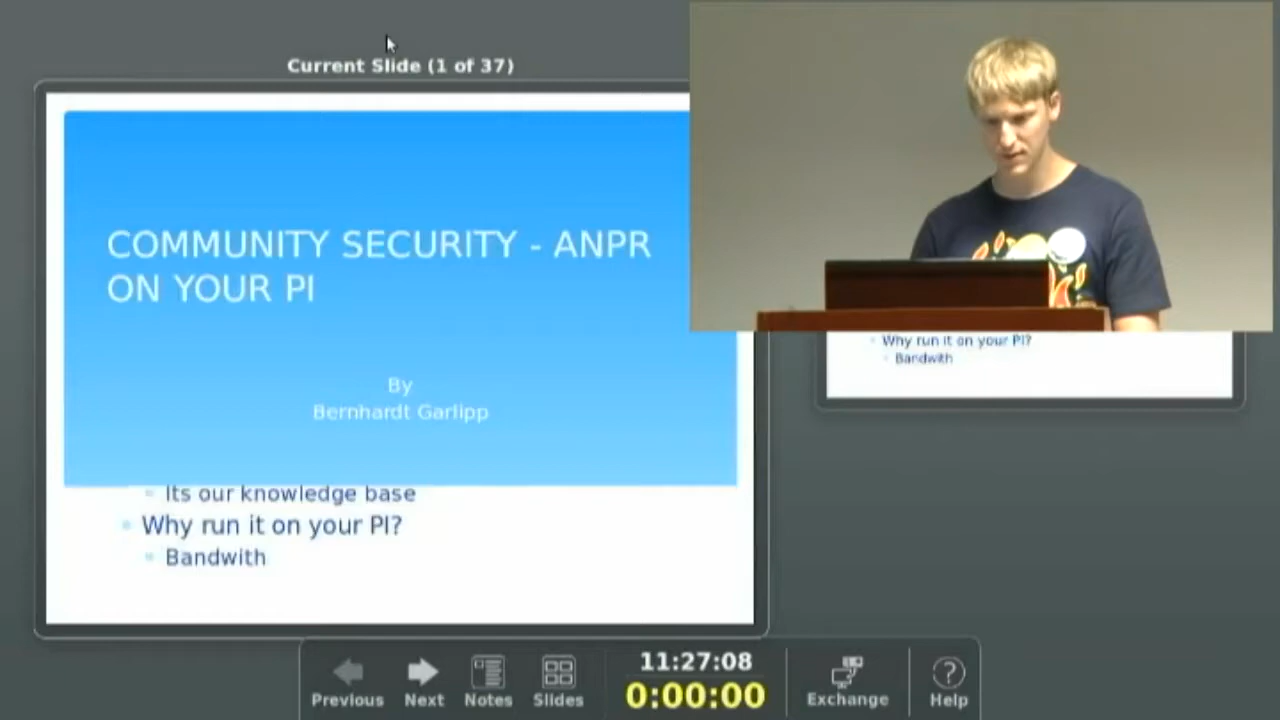 Current Slide (1 of 37)
COMMUNITY SECURITY - ANPR
ON YOUR PI
By
Bernhardt Garlipp
Its our knowledge base
Why run it on your PI?
Bandwith
Why run it on your PI?
Bandwith
11:27:08
0:00:00
Previous
Next
Notes
Slides
Exchange
Help